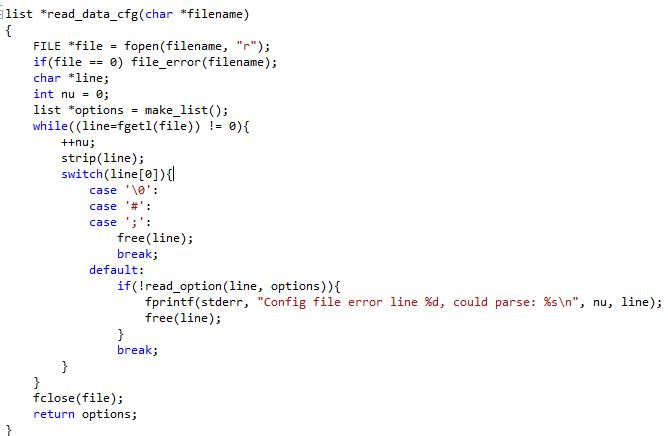 list *read_data_cfg(char *filename)
{
    FILE *file = fopen(filename, "r");
    if(file == 0) file_error(filename);
    char *line;
    int nu = 0;
    list *options = make_list();
    while((line=fgetl(file)) != 0){
        ++nu;
        strip(line);
        switch(line[0]){
            case '\0':
            case '#':
            case ';':
                free(line);
                break;
            default:
                if(!read_option(line, options)){
                    fprintf(stderr, "Config file error line %d, could parse: %s\n", nu, line);
                    free(line);
                }
                break;
        }
    }
    fclose(file);
    return options;
}